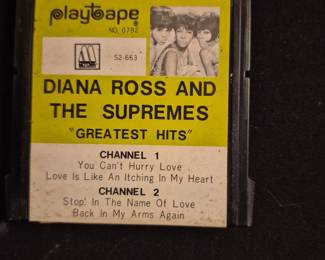 playtape®
NO. 0792
M
S2-663
DIANA ROSS AND
THE SUPREMES
"GREATEST HITS"
CHANNEL 1
You Can't Hurry Love
Love Is Like An Itching In My Heart
CHANNEL 2
Stop! In The Name Of Love
Back In My Arms Again